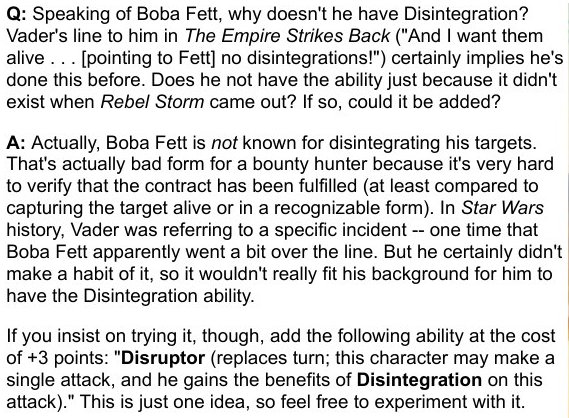 Q: Speaking of Boba Fett, why doesn't he have Disintegration?
Vader's line to him in The Empire Strikes Back ("And I want them
alive . . . [pointing to Fett] no disintegrations!") certainly implies he's
done this before. Does he not have the ability just because it didn't
exist when Rebel Storm came out? If so, could it be added?
A: Actually, Boba Fett is not known for disintegrating his targets.
That's actually bad form for a bounty hunter because it's very hard
to verify that the contract has been fulfilled (at least compared to
capturing the target alive or in a recognizable form). In Star Wars
history, Vader was referring to a specific incident -- one time that
Boba Fett apparently went a bit over the line. But he certainly didn't
make a habit of it, so it wouldn't really fit his background for him to
have the Disintegration ability.
If you insist on trying it, though, add the following ability at the cost
of +3 points: "Disruptor (replaces turn; this character may make a
single attack, and he gains the benefits of Disintegration on this
attack)." This is just one idea, so feel free to experiment with it.